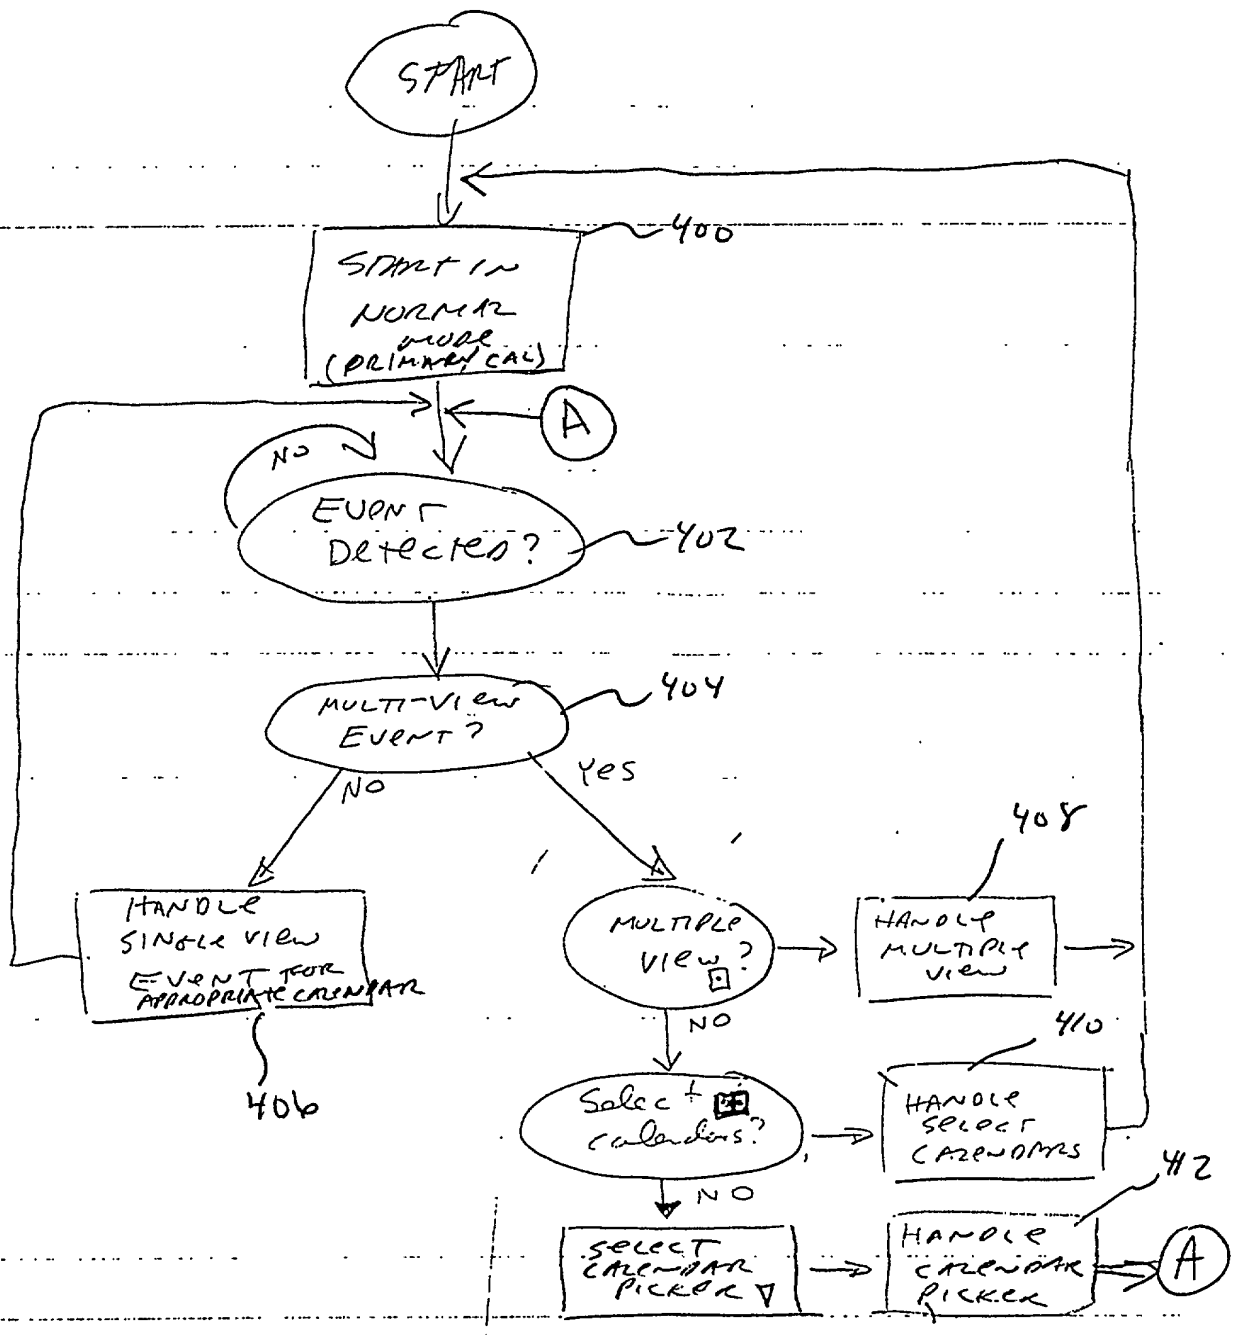 START
400
START IN
NORMAL
MODE
(PRIMARY CAL)
A
NO
EVENT
DETECTED?
402
MULTI-VIEW
EVENT?
404
NO
YES
408
HANDLE
SINGLE VIEW
EVENT FOR
APPROPRIATE CALENDAR
406
MULTIPLE
VIEW?
HANDLE
MULTIPLE
VIEW
NO
410
Select
calendars?
HANDLE
SELECT
CALENDARS
NO
412
SELECT
CALENDAR
PICKER
HANDLE
CALENDAR
PICKER
A